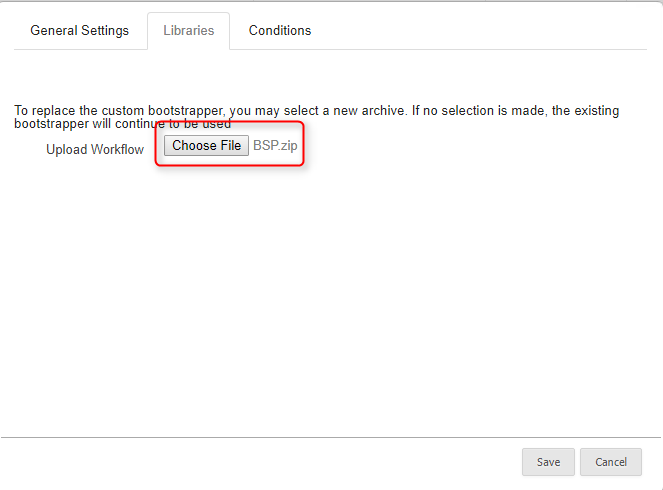 General Settings Libraries Conditions
To replace the custom bootstrapper, you may select a new archive. If no selection is made, the existing
bootstrapper will continue to be used
Upload Workflow Choose File BSP.zip
Save Cancel